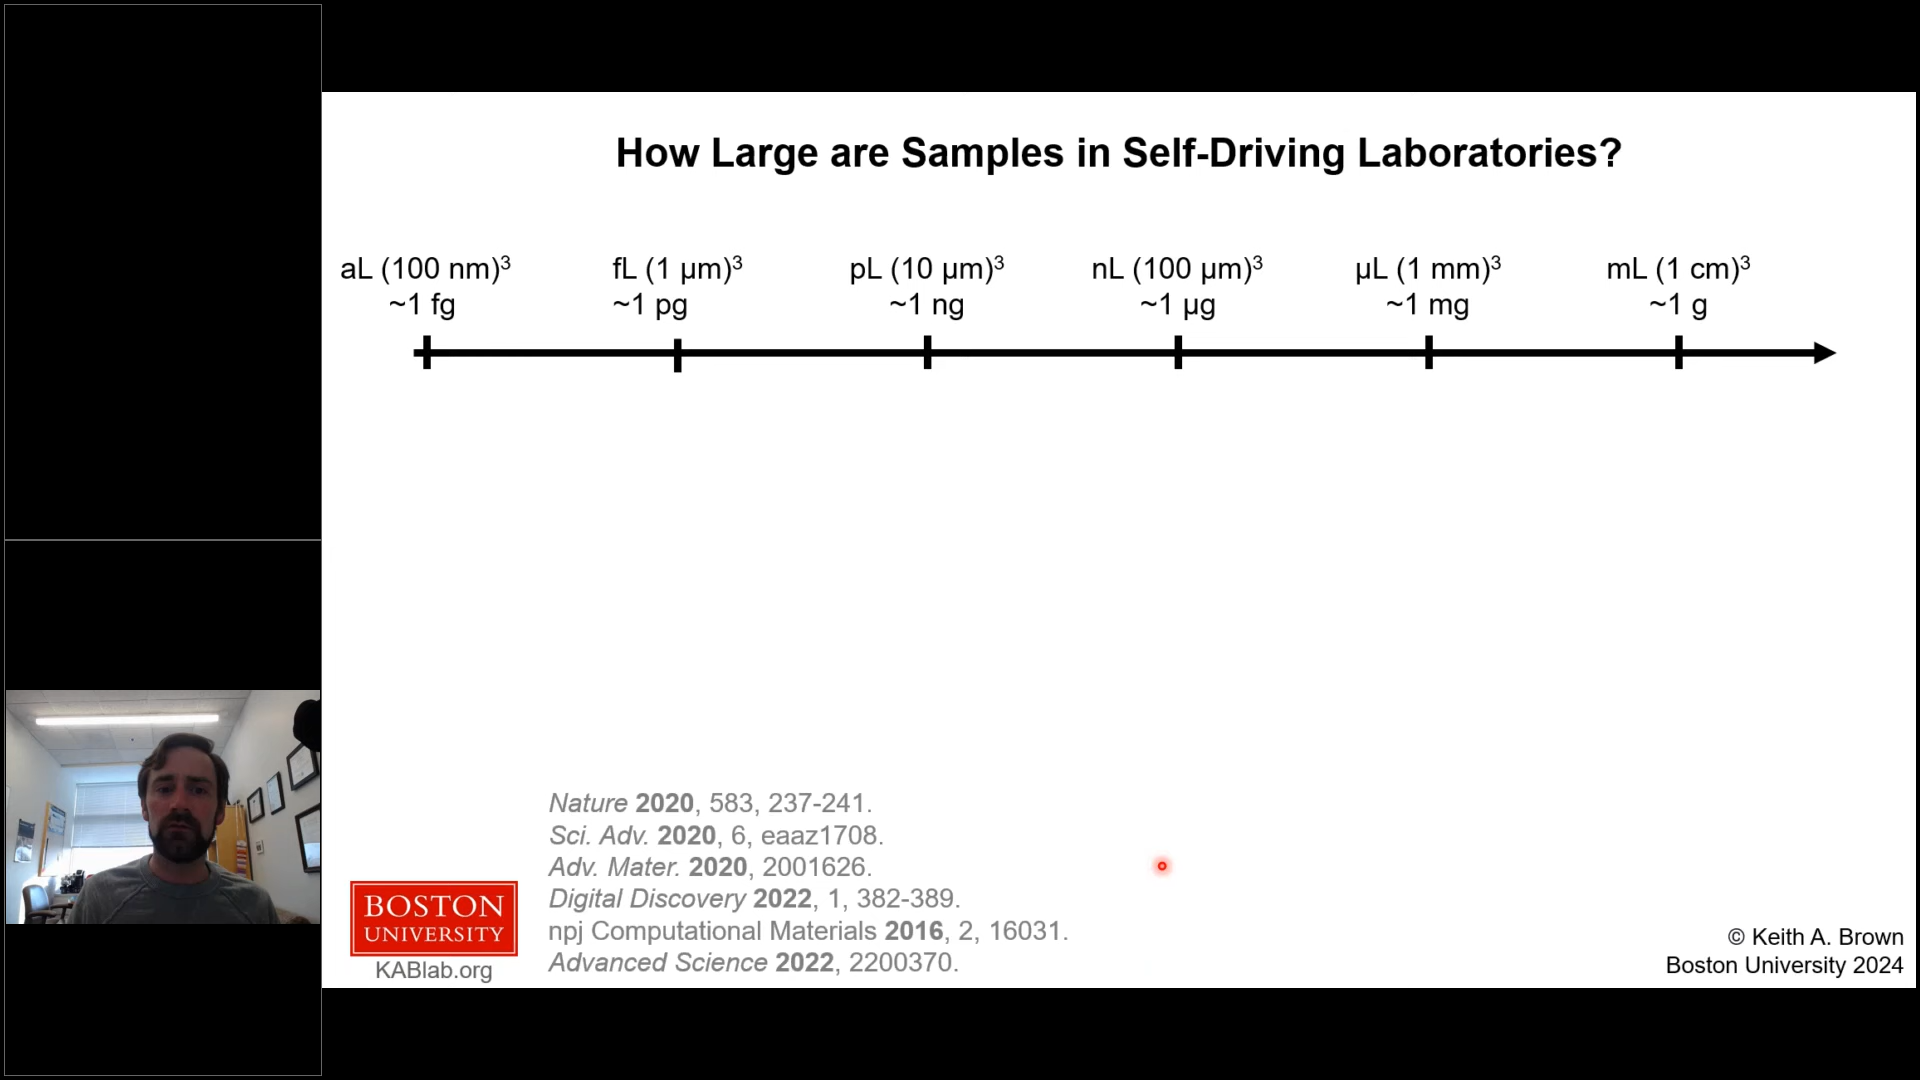 How Large are Samples in Self-Driving Laboratories?
aL (100 nm)³
~1 fg
fL (1 µm)³
~1 pg
pL (10 µm)³
~1 ng
nL (100 µm)³
~1 µg
µL (1 mm)³
~1 mg
mL (1 cm)³
~1 g
Nature 2020, 583, 237-241.
Sci. Adv. 2020, 6, eaaz1708.
Adv. Mater. 2020, 2001626.
Digital Discovery 2022, 1, 382-389.
npj Computational Materials 2016, 2, 16031.
Advanced Science 2022, 2200370.
BOSTON
UNIVERSITY
KABlab.org
© Keith A. Brown
Boston University 2024